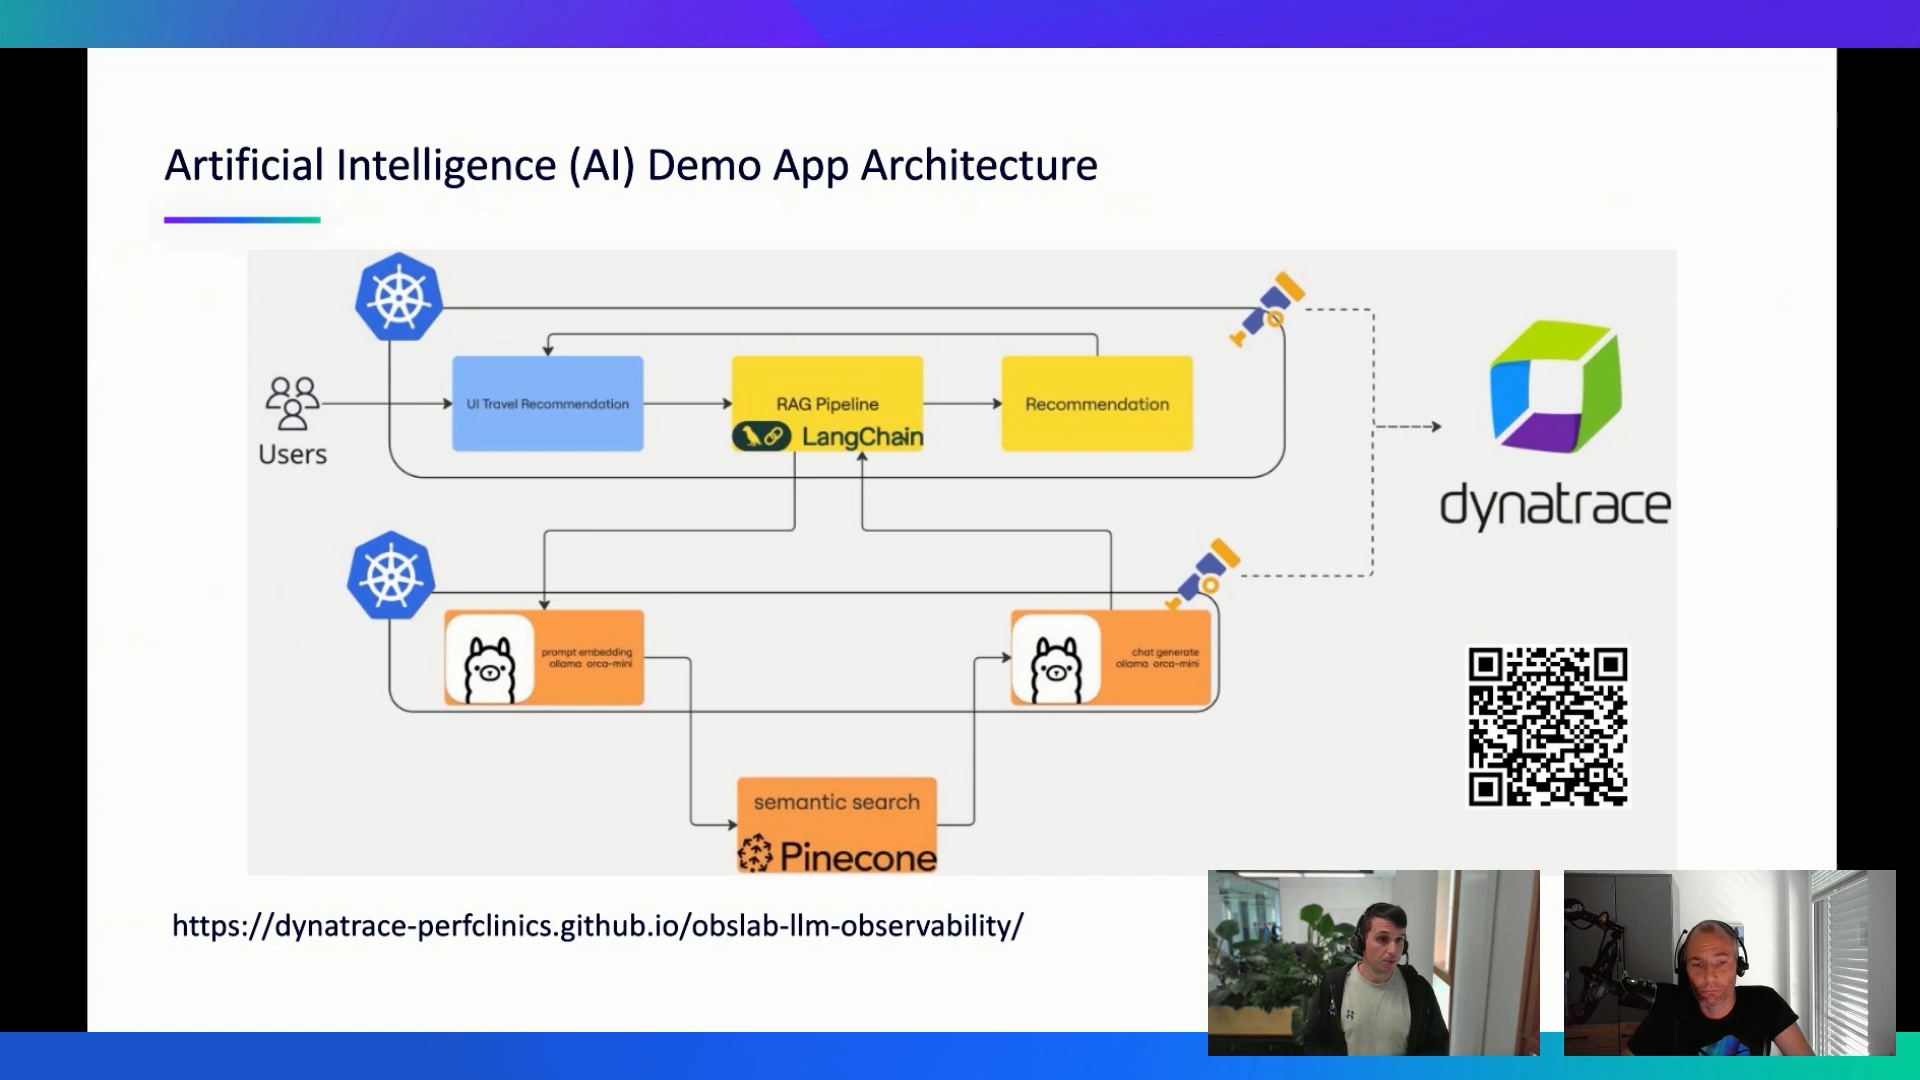 Artificial Intelligence (AI) Demo App Architecture
Users
UI Travel Recommendation
RAG Pipeline
LangChain
Recommendation
dynatrace
prompt embedding
ollama orca-mini
chat generate
ollama orca-mini
semantic search
Pinecone
https://dynatrace-perfclinics.github.io/obslab-llm-observability/